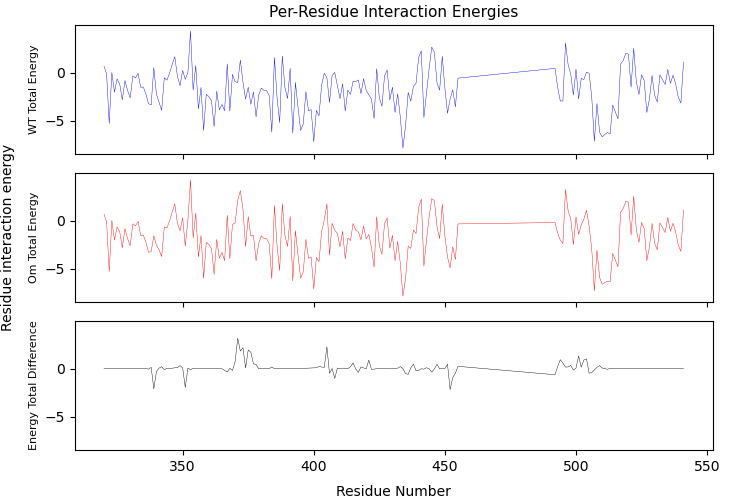 Per-Residue Interaction Energies
Residue interaction energy
WT Total Energy
0
−5
Om Total Energy
0
−5
Energy Total Difference
0
−5
350
400
450
500
550
Residue Number